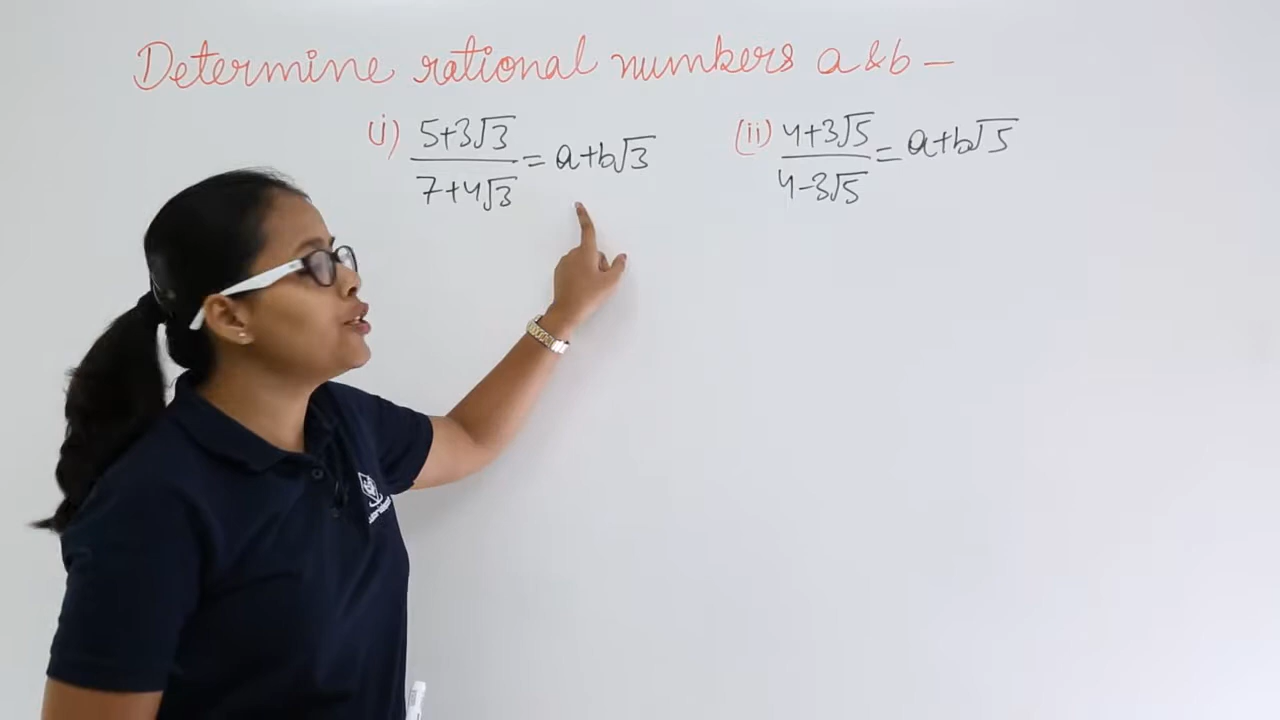 Determine rational numbers a & b –
(i) 5+3√3 / 7+4√3 = a+b√3
(ii) 4+3√5 / 4-3√5 = a+b√5